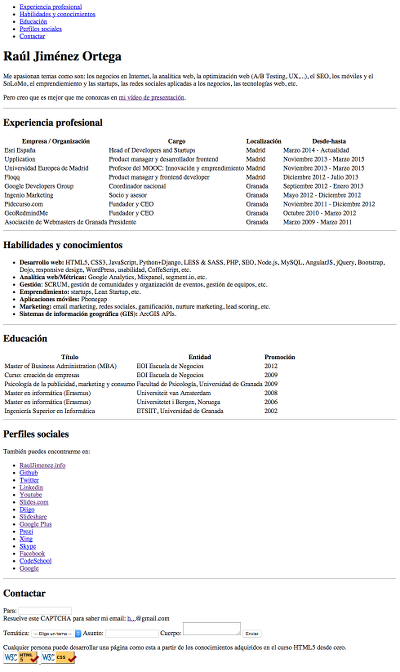 Experiencia profesional
Habilidades y conocimientos
Educación
Perfiles sociales
Contactar
Raúl Jiménez Ortega
Me apasionan temas como son: los negocios en Internet, la analítica web, la optimización web (A/B Testing, UX,...), el SEO, los móviles y el
SoLoMo, el emprendimiento y las startups, las redes sociales aplicadas a los negocios, las tecnologías web, etc.
Pero creo que es mejor que me conozcas en mi vídeo de presentación.
Experiencia profesional
Empresa / Organización Cargo Localización Desde-hasta
Esri España Head of Developers and Startups Madrid Marzo 2014 - Actualidad
Upplication Product manager y desarrollador frontend Madrid Noviembre 2013 - Marzo 2015
Universidad Europea de Madrid Profesor del MOOC: Innovación y emprendimiento Madrid Noviembre 2013 - Marzo 2015
Floqq Product manager y frontend developer Madrid Diciembre 2012 - Julio 2013
Google Developers Group Coordinador nacional Granada Septiembre 2012 - Enero 2013
Ingenio Marketing Socio y asesor Granada Mayo 2012 - Diciembre 2012
Pidecurso.com Fundador y CEO Granada Noviembre 2011 - Diciembre 2012
GeoRedmindMe Fundador y CEO Granada Octubre 2010 - Marzo 2012
Asociación de Webmasters de Granada Presidente Granada Marzo 2009 - Marzo 2011
Habilidades y conocimientos
Desarrollo web: HTML5, CSS3, JavaScript, Python+Django, LESS & SASS, PHP, SEO, Node.js, MySQL, AngularJS, jQuery, Bootstrap,
Dojo, responsive design, WordPress, usabilidad, CoffeScript, etc.
Analítica web/Métricas: Google Analytics, Mixpanel, segment.io, etc.
Gestión: SCRUM, gestión de comunidades y organización de eventos, gestión de equipos, etc.
Emprendimiento: startups, Lean Startup, etc.
Aplicaciones móviles: Phonegap
Marketing: email marketing, redes sociales, gamificación, nurture marketing, lead scoring, etc.
Sistemas de información geográfica (GIS): ArcGIS APIs.
Educación
Título Entidad Promoción
Master of Business Administration (MBA) EOI Escuela de Negocios 2012
Curso: creación de empresas EOI Escuela de Negocios 2009
Psicología de la publicidad, marketing y consumo Facultad de Psicología, Universidad de Granada 2009
Master en informática (Erasmus) Universiteit van Amsterdam 2008
Master en informática (Erasmus) Universitetet i Bergen, Noruega 2006
Ingeniería Superior en Informática ETSIIT, Universidad de Granada 2002
Perfiles sociales
También puedes encontrarme en:
RaulJimenez.info
Github
Twitter
Linkedin
Youtube
Slides.com
Diigo
Slideshare
Google Plus
Prezi
Xing
Skype
Facebook
CodeSchool
Google
Contactar
Para:
Resuelve este CAPTCHA para saber mi email: h...@gmail.com
Temática: -- Elige un tema -- Asunto: Cuerpo: Enviar
Cualquier persona puede desarrollar una página como esta a partir de los conocimientos adquiridos en el curso HTML5 desde cero.
W3C HTML 5 W3C CSS